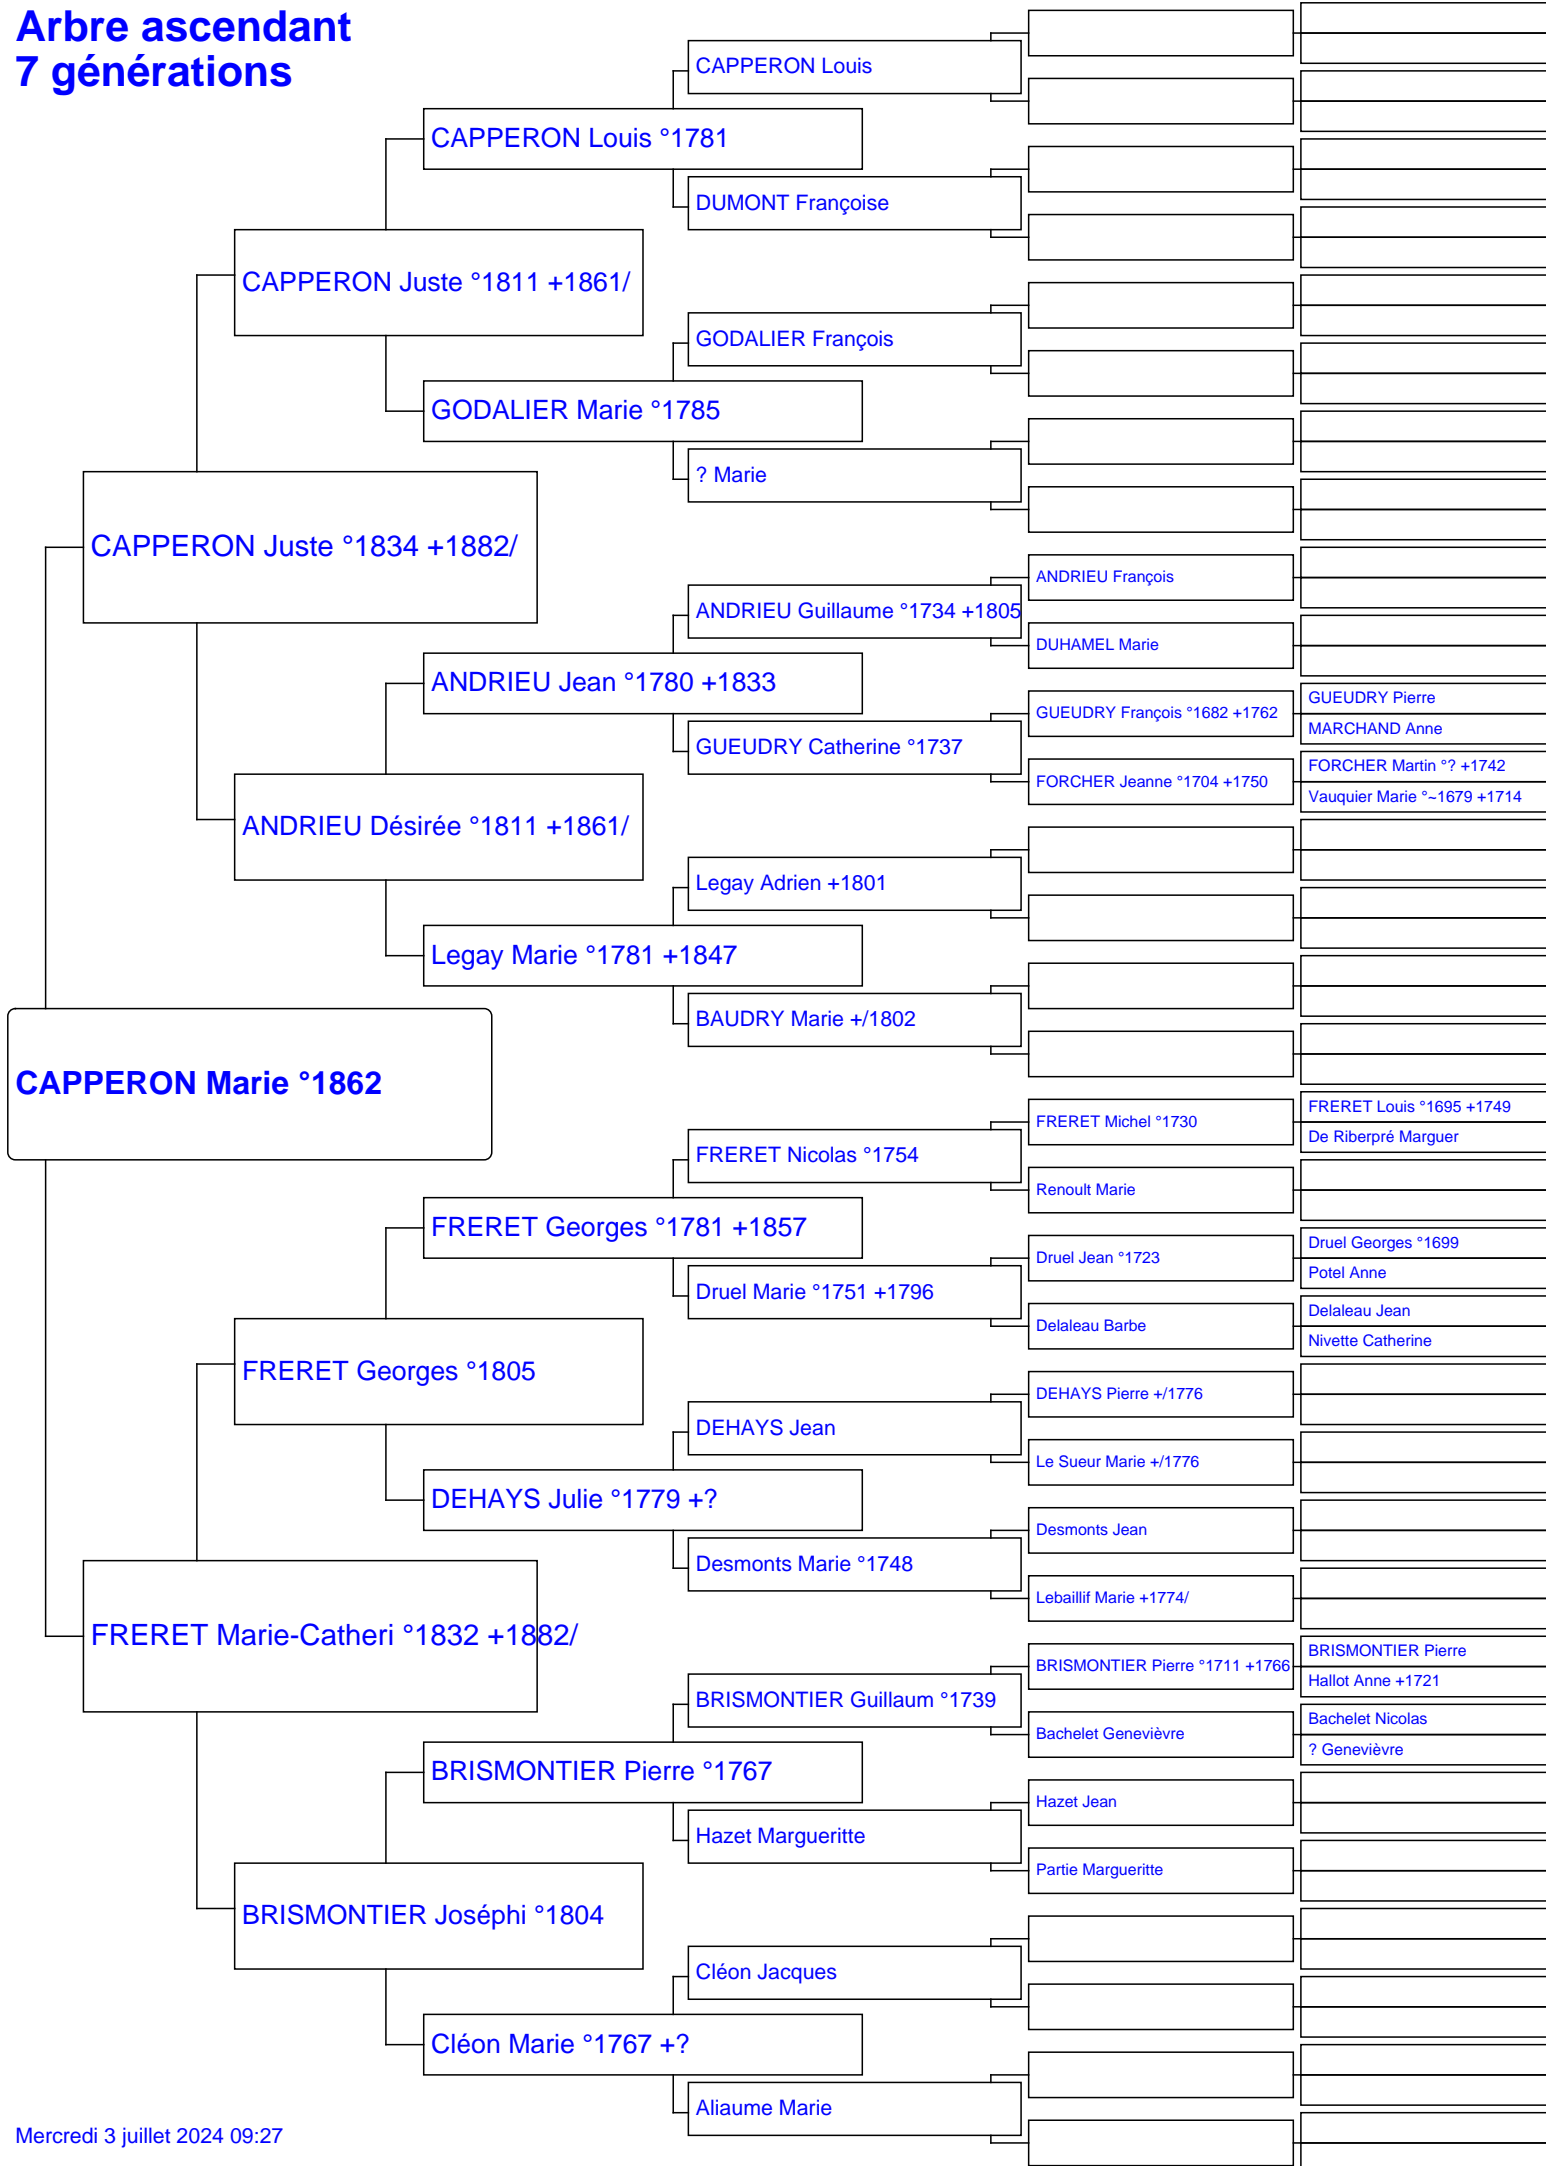 Arbre ascendant
7 générations
CAPPERON Louis
CAPPERON Louis °1781
DUMONT Françoise
CAPPERON Juste °1811 +1861/
GODALIER François
GODALIER Marie °1785
? Marie
CAPPERON Juste °1834 +1882/
ANDRIEU François
ANDRIEU Guillaume °1734 +1805
DUHAMEL Marie
ANDRIEU Jean °1780 +1833
GUEUDRY Pierre
GUEUDRY François °1682 +1762
MARCHAND Anne
GUEUDRY Catherine °1737
FORCHER Martin °? +1742
FORCHER Jeanne °1704 +1750
Vauquier Marie °~1679 +1714
ANDRIEU Désirée °1811 +1861/
Legay Adrien +1801
Legay Marie °1781 +1847
BAUDRY Marie +/1802
CAPPERON Marie °1862
FRERET Louis °1695 +1749
FRERET Michel °1730
De Riberpré Marguer
FRERET Nicolas °1754
Renoult Marie
FRERET Georges °1781 +1857
Druel Georges °1699
Druel Jean °1723
Potel Anne
Druel Marie °1751 +1796
Delaleau Jean
Delaleau Barbe
Nivette Catherine
FRERET Georges °1805
DEHAYS Pierre +/1776
DEHAYS Jean
Le Sueur Marie +/1776
DEHAYS Julie °1779 +?
Desmonts Jean
Desmonts Marie °1748
Lebaillif Marie +1774/
FRERET Marie-Catheri °1832 +1882/
BRISMONTIER Pierre
BRISMONTIER Pierre °1711 +1766
Hallot Anne +1721
BRISMONTIER Guillaum °1739
Bachelet Nicolas
Bachelet Genevièvre
? Genevièvre
BRISMONTIER Pierre °1767
Hazet Jean
Hazet Margueritte
Partie Margueritte
BRISMONTIER Joséphi °1804
Cléon Jacques
Cléon Marie °1767 +?
Aliaume Marie
Mercredi 3 juillet 2024 09:27